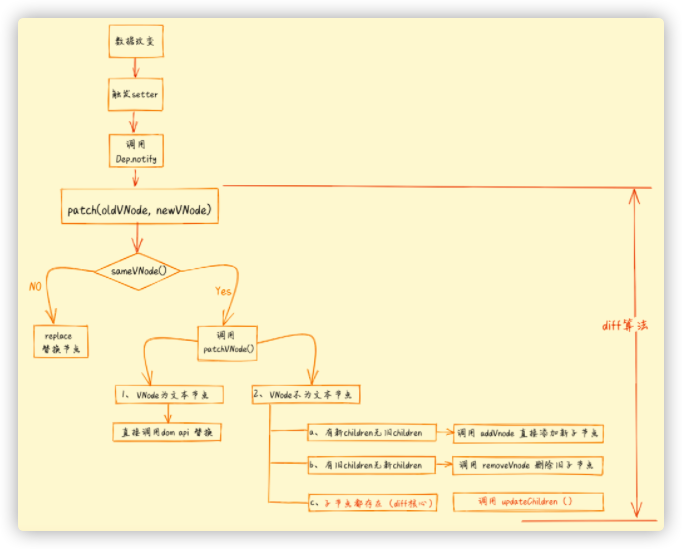 数据改变
触发setter
调用
Dep.notify
patch(oldVNode, newVNode)
sameVNode()
NO
Yes
replace
替换节点
调用
patchVNode()
diff算法
1、VNode为文本节点
2、VNode不为文本节点
直接调用dom api 替换
a、有新children无旧children
调用 addVnode 直接添加新子节点
b、有旧children无新children
调用 removeVnode 删除旧子节点
c、子节点都存在（diff核心）
调用 updateChildren ()